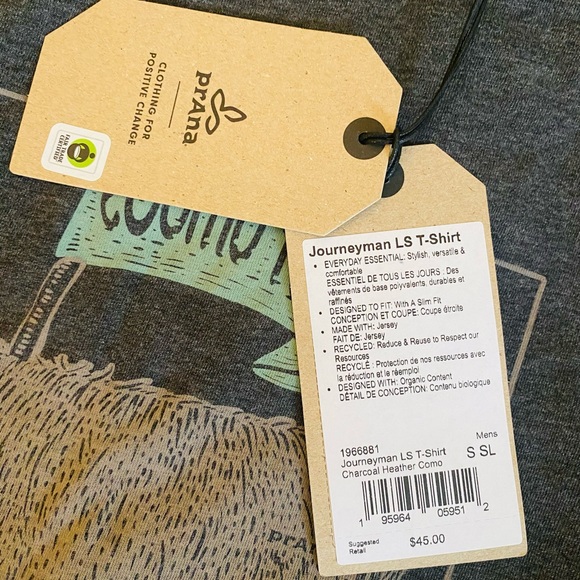 prAna
CLOTHING FOR
POSITIVE CHANGE
FAIR TRADE
CERTIFIED
Journeyman LS T-Shirt
• EVERYDAY ESSENTIAL: Stylish, versatile &
comfortable
ESSENTIEL DE TOUS LES JOURS : Des
vêtements de base polyvalents, durables et
raffinés
• DESIGNED TO FIT: With A Slim Fit
CONCEPTION ET COUPE: Coupe étroite
• MADE WITH: Jersey
FAIT DE: Jersey
• RECYCLED: Reduce & Reuse to Respect our
Resources
RECYCLÉ : Protection de nos ressources avec
la réduction et le réemploi
• DESIGNED WITH: Organic Content
DÉTAIL DE CONCEPTION: Contenu biologique
Mens
1966881
Journeyman LS T-Shirt S SL
Charcoal Heather Como
1 95964 05951 2
Suggested
Retail
$45.00
prAna